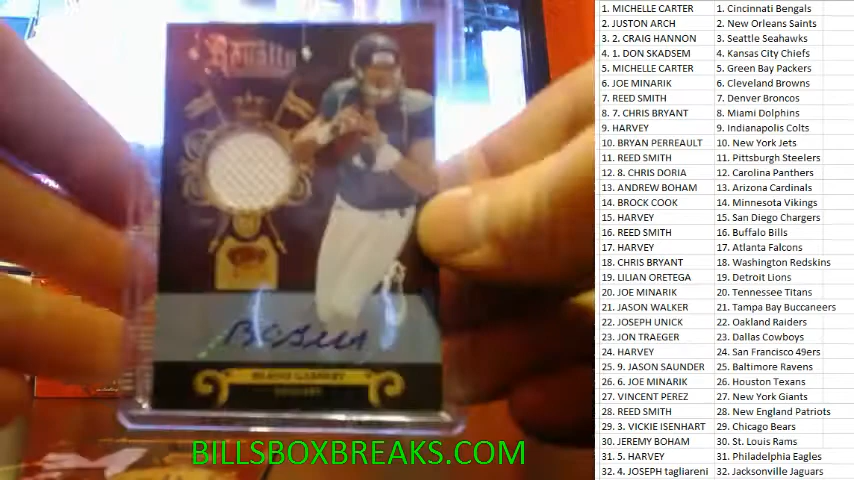 Royalty
BILLSBOXBREAKS.COM
1. MICHELLE CARTER 1. Cincinnati Bengals
2. JUSTON ARCH 2. New Orleans Saints
3. 2. CRAIG HANNON 3. Seattle Seahawks
4. 1. DON SKADSEM 4. Kansas City Chiefs
5. MICHELLE CARTER 5. Green Bay Packers
6. JOE MINARIK 6. Cleveland Browns
7. REED SMITH 7. Denver Broncos
8. 7. CHRIS BRYANT 8. Miami Dolphins
9. HARVEY 9. Indianapolis Colts
10. BRYAN PERREAULT 10. New York Jets
11. REED SMITH 11. Pittsburgh Steelers
12. 8. CHRIS DORIA 12. Carolina Panthers
13. ANDREW BOHAM 13. Arizona Cardinals
14. BROCK COOK 14. Minnesota Vikings
15. HARVEY 15. San Diego Chargers
16. REED SMITH 16. Buffalo Bills
17. HARVEY 17. Atlanta Falcons
18. CHRIS BRYANT 18. Washington Redskins
19. LILIAN ORETEGA 19. Detroit Lions
20. JOE MINARIK 20. Tennessee Titans
21. JASON WALKER 21. Tampa Bay Buccaneers
22. JOSEPH UNICK 22. Oakland Raiders
23. JON TRAEGER 23. Dallas Cowboys
24. HARVEY 24. San Francisco 49ers
25. 9. JASON SAUNDER 25. Baltimore Ravens
26. 6. JOE MINARIK 26. Houston Texans
27. VINCENT PEREZ 27. New York Giants
28. REED SMITH 28. New England Patriots
29. 3. VICKIE ISENHART 29. Chicago Bears
30. JEREMY BOHAM 30. St. Louis Rams
31. 5. HARVEY 31. Philadelphia Eagles
32. 4. JOSEPH tagliareni 32. Jacksonville Jaguars